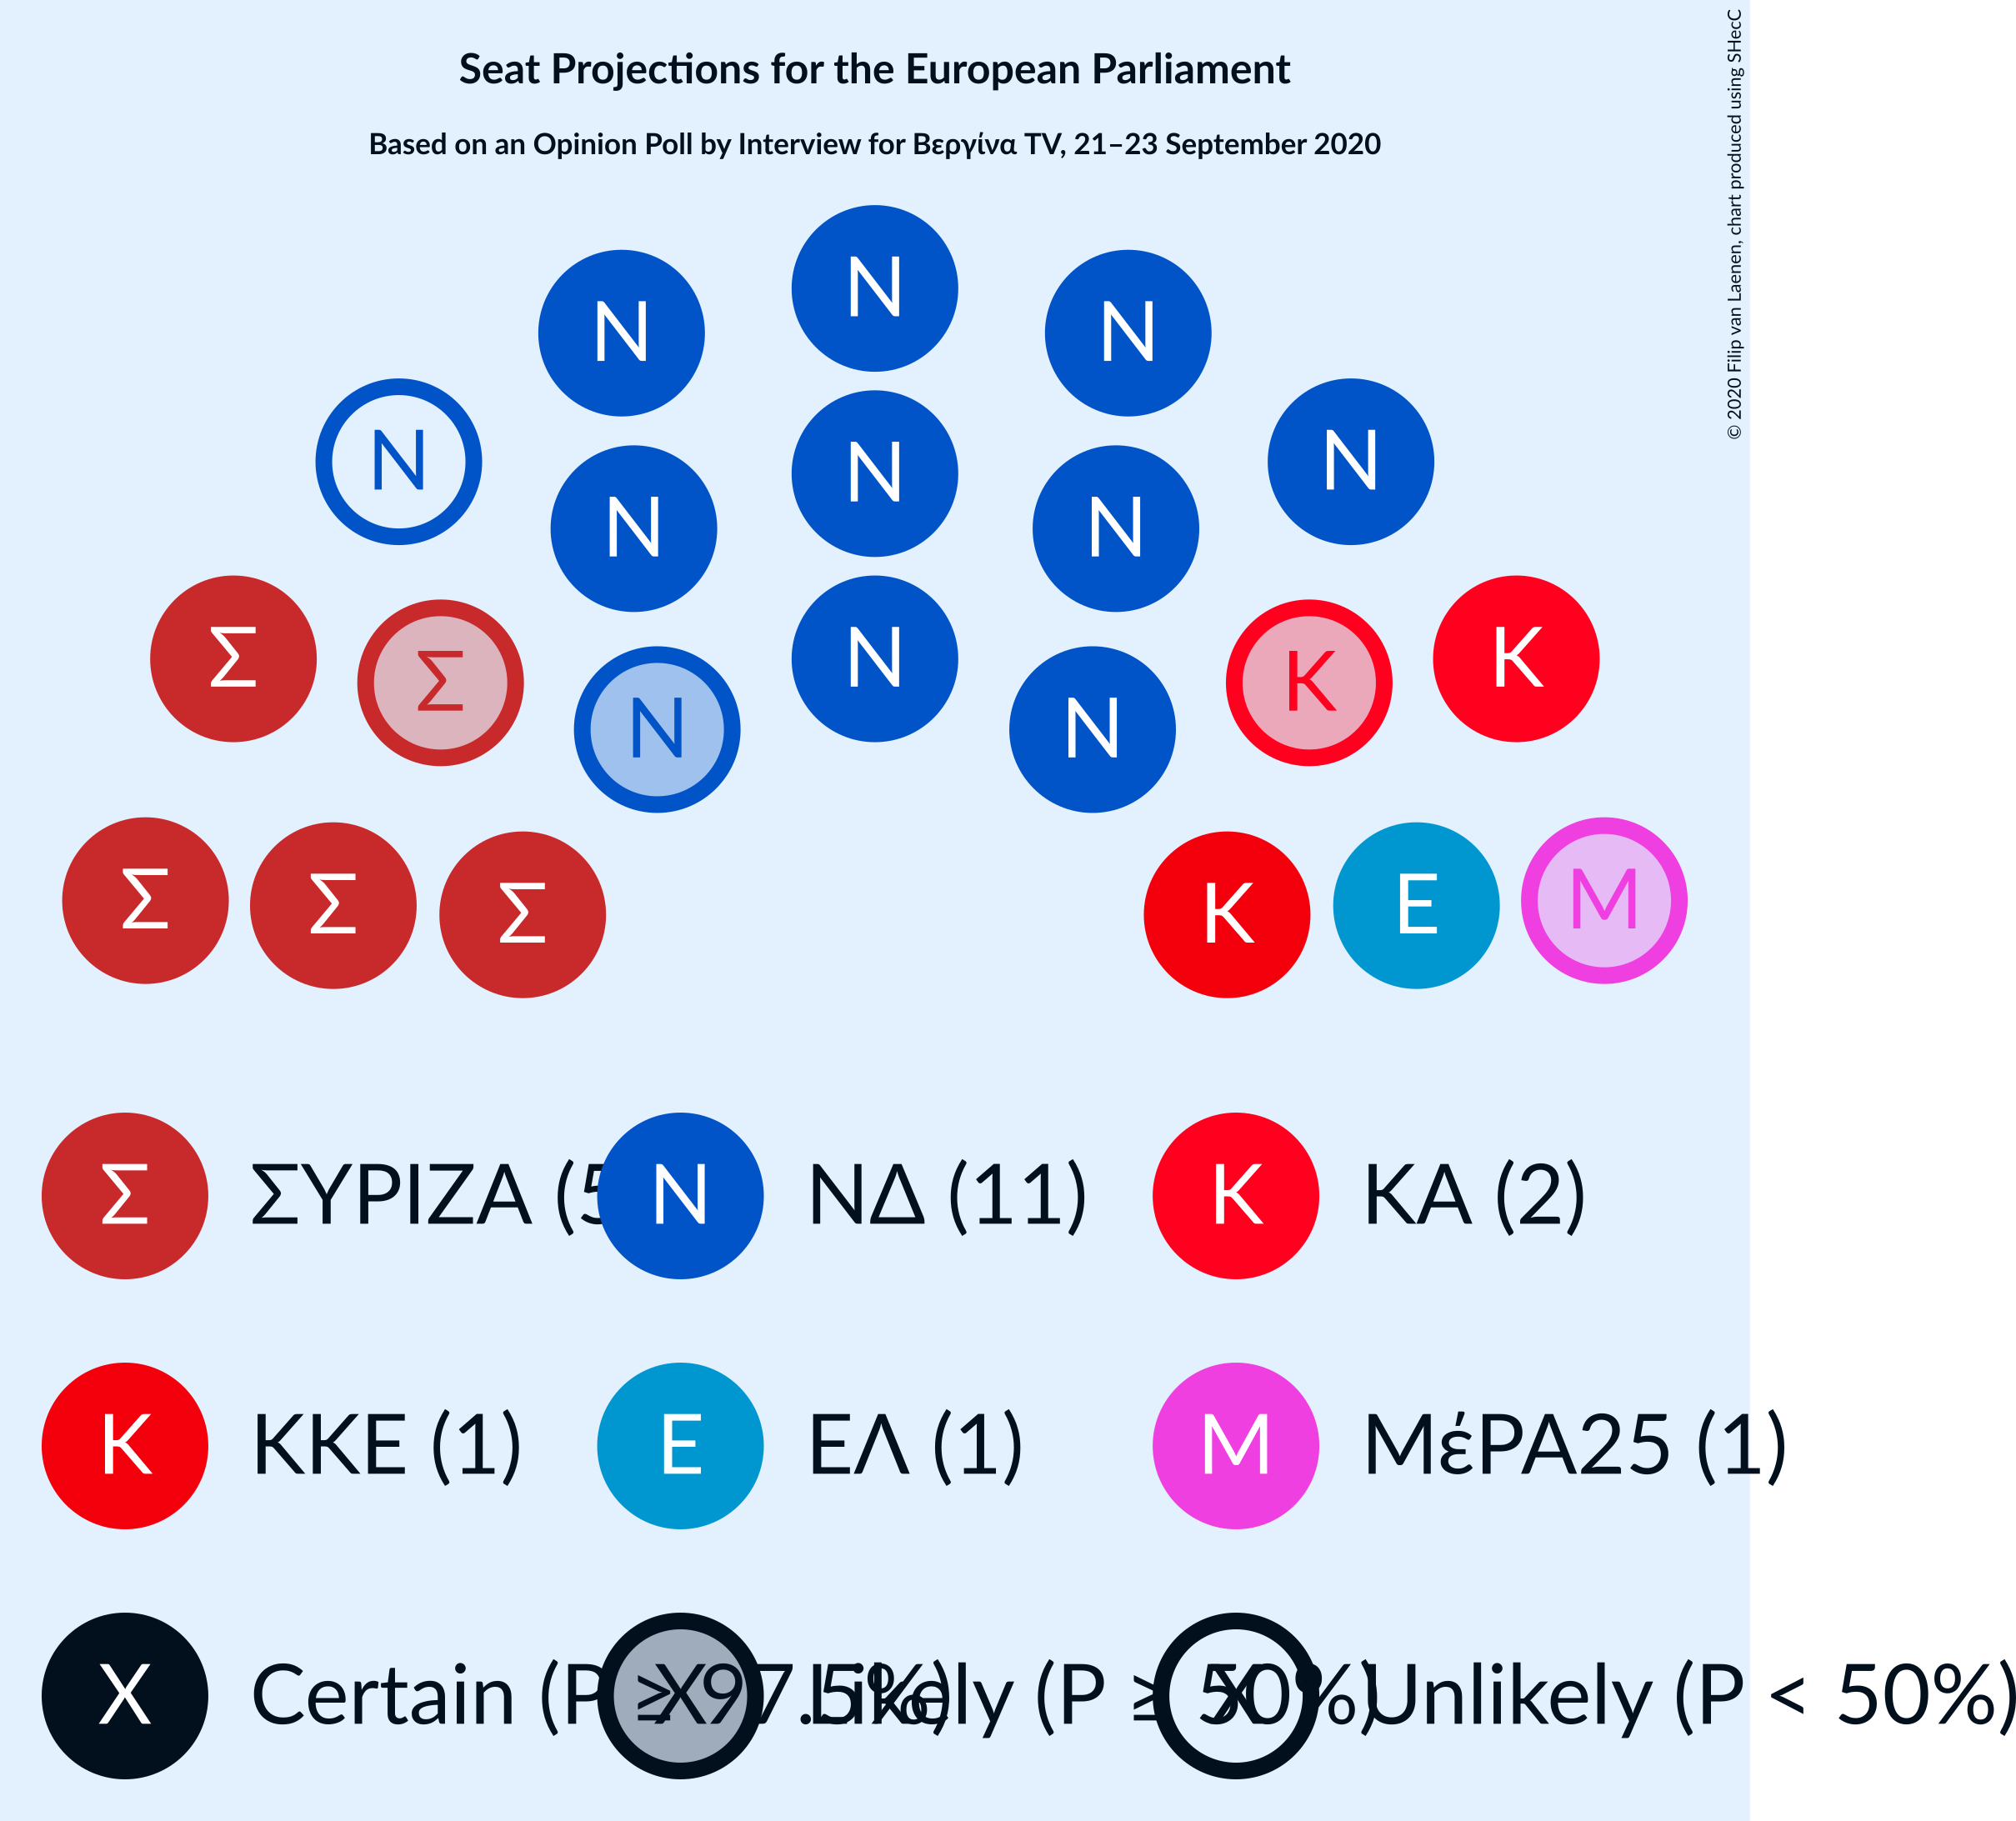 Seat Projections for the European Parliament
Based on an Opinion Poll by Interview for Βεργίνα TV, 21–23 September 2020
© 2020 Filip van Laenen, chart produced using SHecC
N
N N
N N
N
N N
Σ N K
Σ K
N N
Σ M
Σ E
Σ K
Σ ΣΥΡΙΖΑ (5 N ΝΔ (11) K ΚΑ (2)
K ΚΚΕ (1) E ΕΛ (1) M ΜέΡΑ25 (1)
X Certain (P ≥ 97.5% X Likely (P ≥ 50%) X Unlikely (P < 50%)